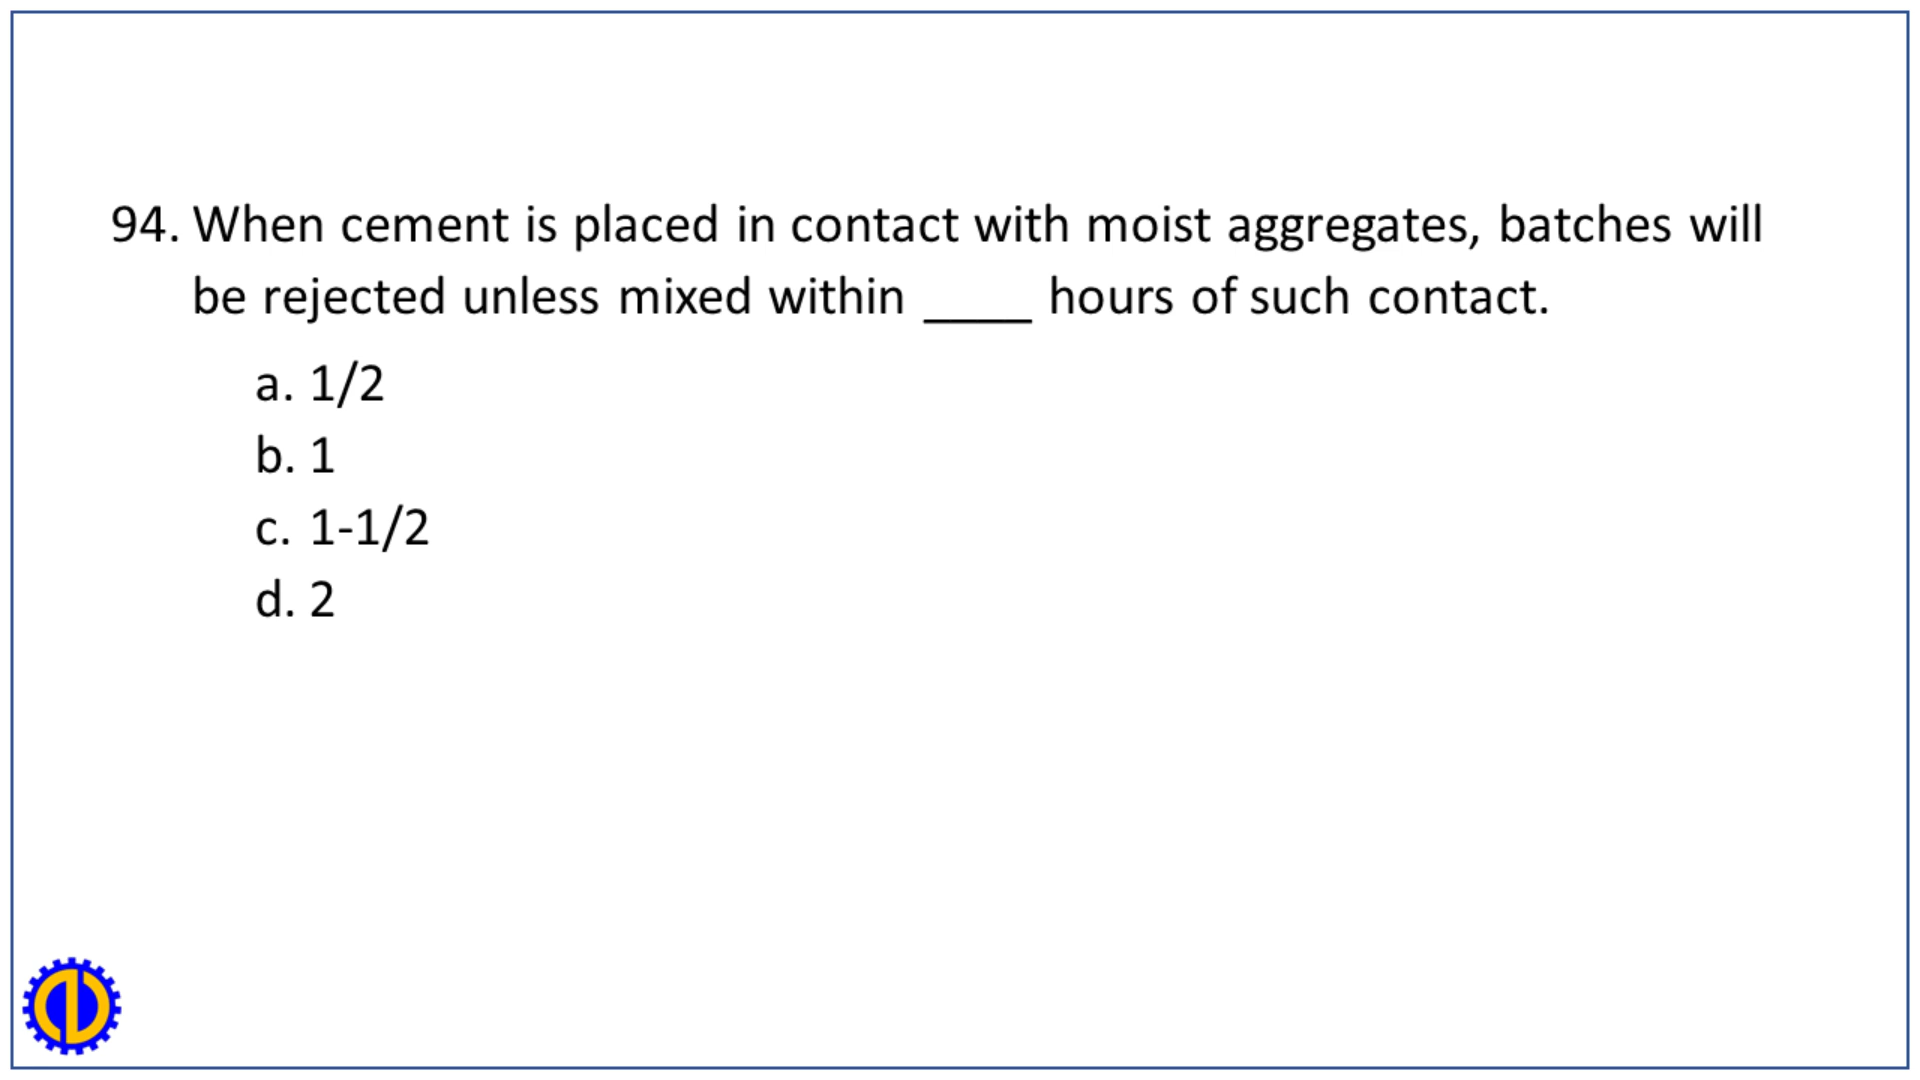 94. When cement is placed in contact with moist aggregates, batches will
be rejected unless mixed within ____ hours of such contact.
a. 1/2
b. 1
c. 1-1/2
d. 2